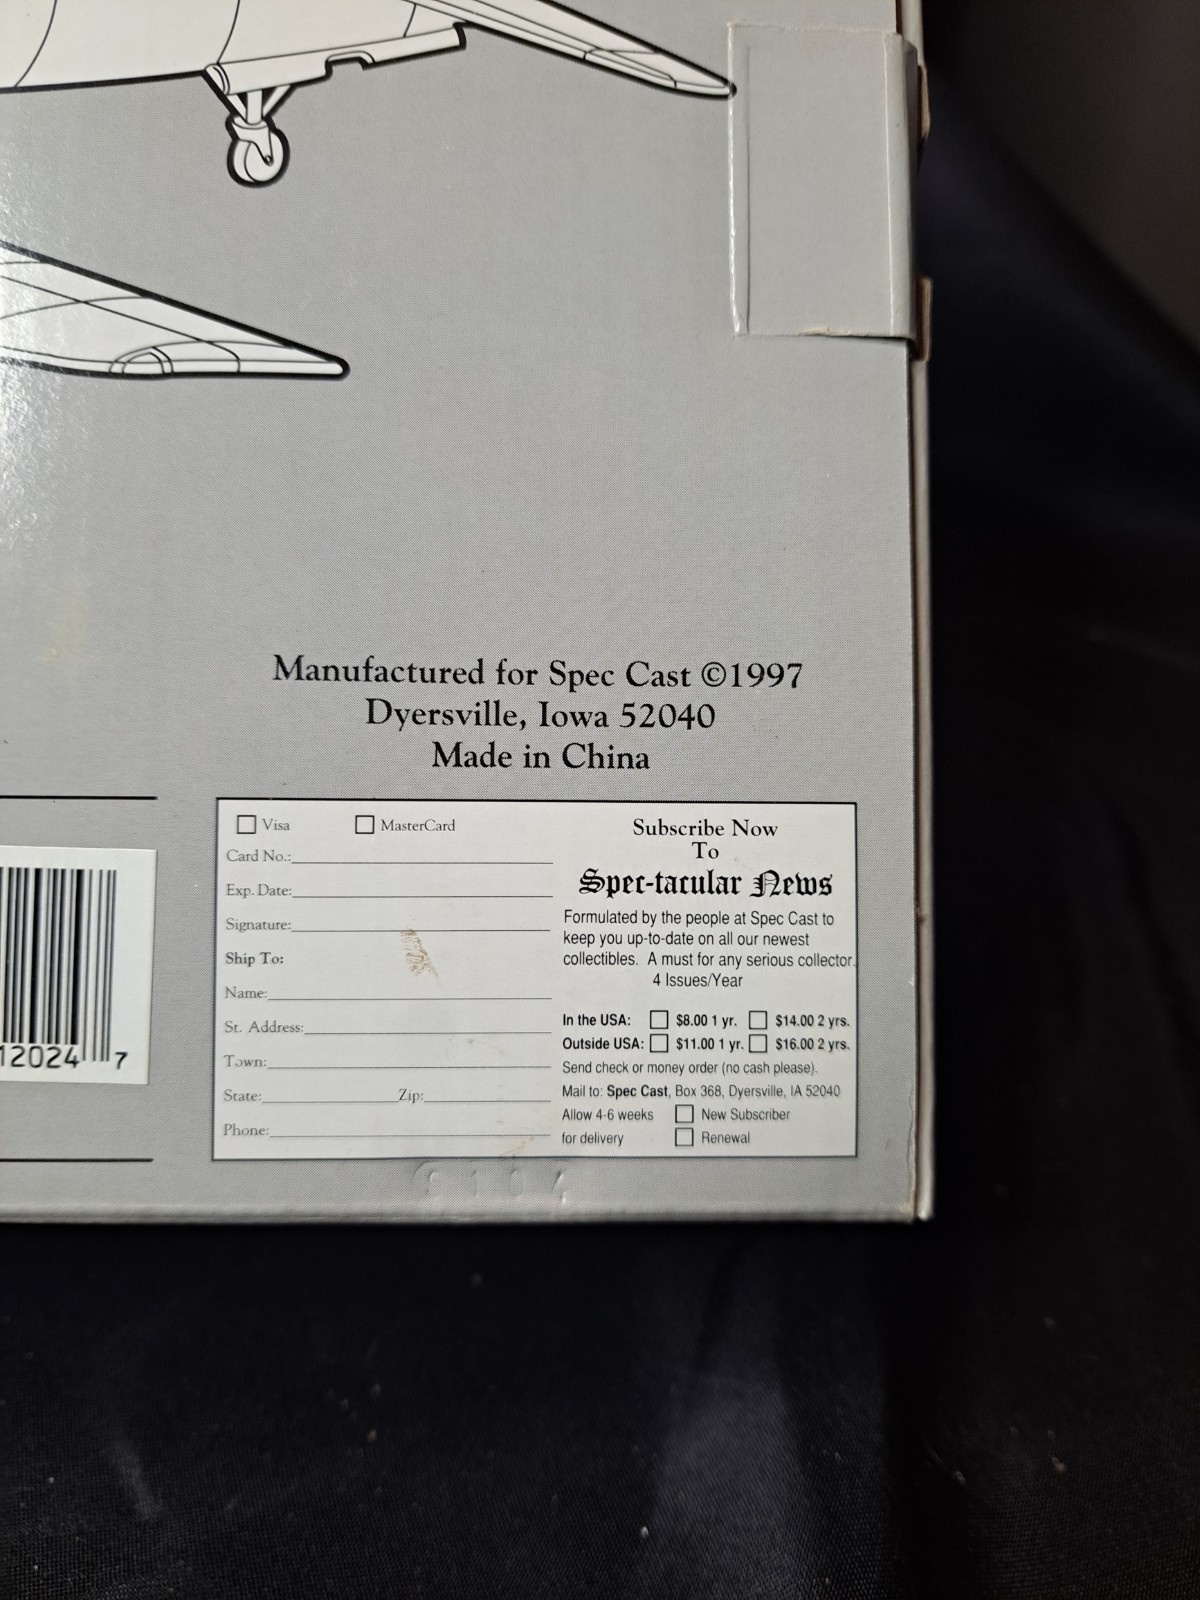 Manufactured for Spec Cast ©1997
Dyersville, Iowa 52040
Made in China
Visa MasterCard
Card No.:
Exp. Date:
Signature:
Ship To:
Name:
St. Address:
Town:
State: Zip:
Phone:
Subscribe Now
To
Spec-tacular News
Formulated by the people at Spec Cast to
keep you up-to-date on all our newest
collectibles. A must for any serious collector.
4 Issues/Year
In the USA: $8.00 1 yr. $14.00 2 yrs.
Outside USA: $11.00 1 yr. $16.00 2 yrs.
Send check or money order (no cash please).
Mail to: Spec Cast, Box 368, Dyersville, IA 52040
Allow 4-6 weeks New Subscriber
for delivery Renewal
12024 7